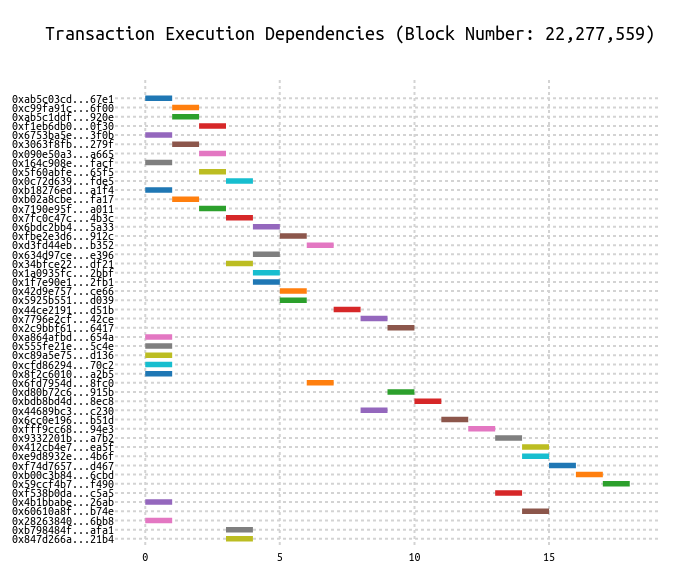 Transaction Execution Dependencies (Block Number: 22,277,559)
0xab5c03cd...67e1
0xc99fa91c...6f00
0xab5c1ddf...920e
0xf1eb6db0...0f30
0x6753ba5e...3f0b
0x3063f8fb...279f
0x090e50a3...a665
0x164c908e...facf
0x5f60abfe...65f5
0x0c72d639...fde5
0xb18276ed...a1f4
0xb02a8cbe...fa17
0x7190e95f...a011
0x7fc0c47c...4b3c
0x6bdc2bb4...5a33
0xfbe2e3d6...912c
0xd3fd44eb...b352
0x634d97ce...e396
0x34bfce22...df21
0x1a0935fc...2bbf
0x1f7e90e1...2fb1
0x42d9e757...ce66
0x5925b551...d039
0x44ce2191...d51b
0x7796e2cf...42ce
0x2c9bbf61...6417
0xa864afbd...654a
0x555fe21e...5c4e
0xc89a5e75...d136
0xcfd86294...70c2
0x8f2c6010...a2b5
0x6fd7954d...8fc0
0xd80b72c6...915b
0xbdb8bd4d...8ec8
0x44689bc3...c230
0x6cc0e196...b51d
0xfff9cc68...94e3
0x9332201b...a7b2
0x412cb4e7...ea5f
0xe9d8932e...4b6f
0xf74d7657...d467
0xb00c3b84...6cbd
0x59ccf4b7...f490
0xf538b0da...c5a5
0x4b1bbabe...26ab
0x60610a8f...b74e
0x28263840...6bb8
0xb798484f...afa1
0x847d266a...21b4
0 5 10 15